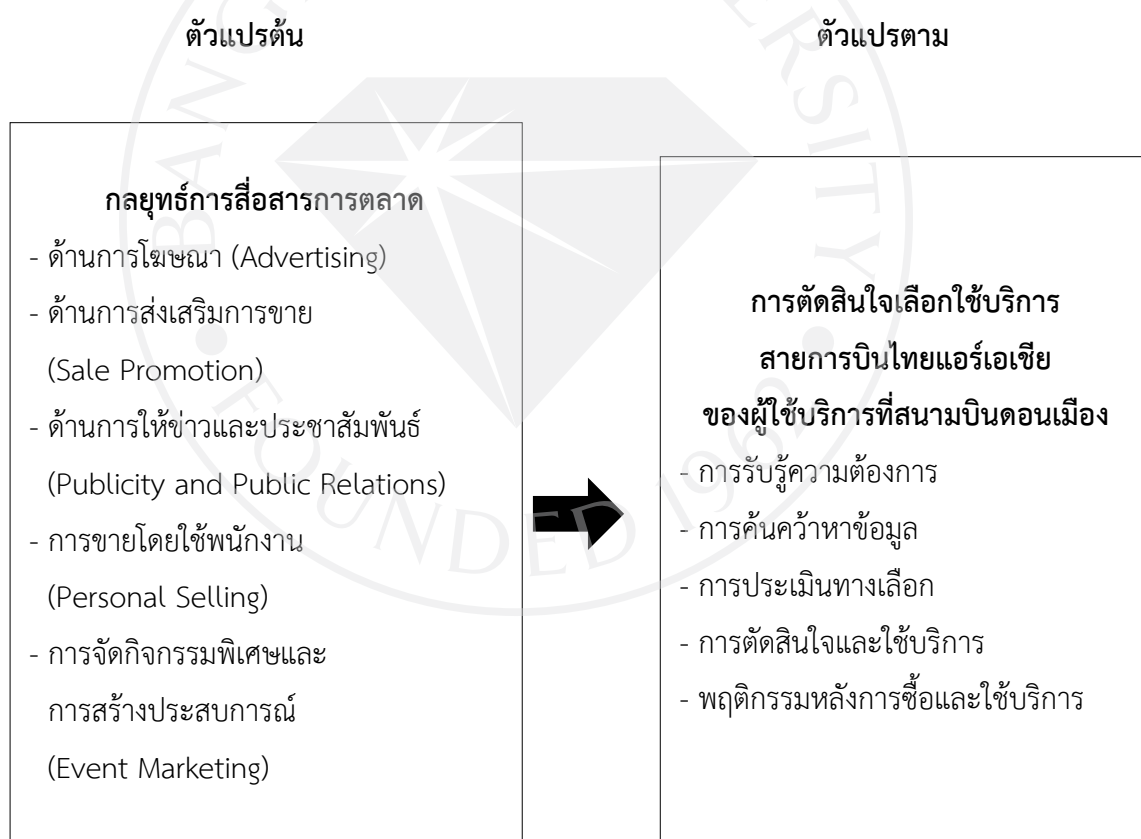 ตัวแปรต้น
ตัวแปรตาม
กลยุทธ์การสื่อสารการตลาด
- ด้านการโฆษณา (Advertising)
- ด้านการส่งเสริมการขาย
(Sale Promotion)
- ด้านการให้ข่าวและประชาสัมพันธ์
(Publicity and Public Relations)
- การขายโดยใช้พนักงาน
(Personal Selling)
- การจัดกิจกรรมพิเศษและ
การสร้างประสบการณ์
(Event Marketing)
การตัดสินใจเลือกใช้บริการ
สายการบินไทยแอร์เอเชีย
ของผู้ใช้บริการที่สนามบินดอนเมือง
- การรับรู้ความต้องการ
- การค้นคว้าหาข้อมูล
- การประเมินทางเลือก
- การตัดสินใจและใช้บริการ
- พฤติกรรมหลังการซื้อและใช้บริการ
FOUNDED 1962